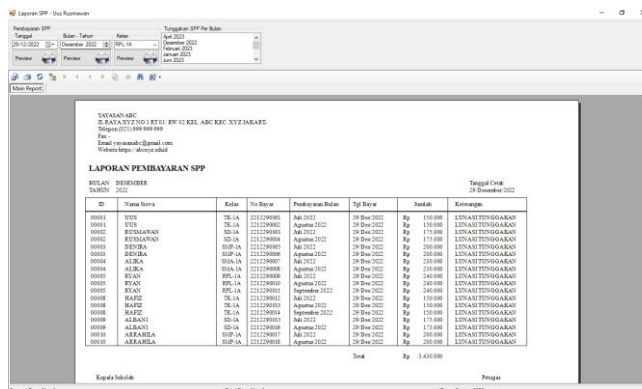 Laporan SPP - Uus Rusmawan
Pembayaran SPP
Tanggal Bulan - Tahun Kelas
29/12/2022 Desember 2022 RPL-1A
Preview Preview Preview
Tunggakan SPP Per Bulan
April 2023
Desember 2022
Februari 2023
Januari 2023
Juni 2023
Main Report
YAYASAN ABC
JL RAYA XYZ NO 1 RT 01/ RW 02 KEL. ABC KEC. XYZ JAKART.
Telepon (021) 999 999 999
Fax -
Email yayasanabc@gmail.com
Website https://abcxyz.sch.id
LAPORAN PEMBAYARAN SPP
BULAN DESEMBER Tanggal Cetak
TAHUN 2022 29/Desember/2022
ID Nama Siswa Kelas No Bayar Pembayaran Bulan Tgl Bayar Jumlah Keterangan
00001 UUS TK-1A 2212290001 Juli 2022 29/Des/2022 Rp 150.000 LUNASI TUNGGAKAN
00001 UUS TK-1A 2212290002 Agustus 2022 29/Des/2022 Rp 150.000 LUNASI TUNGGAKAN
00002 RUSMAWAN SD-1A 2212290003 Juli 2022 29/Des/2022 Rp 175.000 LUNASI TUNGGAKAN
00002 RUSMAWAN SD-1A 2212290004 Agustus 2022 29/Des/2022 Rp 175.000 LUNASI TUNGGAKAN
00003 DENIRA SMP-1A 2212290005 Juli 2022 29/Des/2022 Rp 200.000 LUNASI TUNGGAKAN
00003 DENIRA SMP-1A 2212290006 Agustus 2022 29/Des/2022 Rp 200.000 LUNASI TUNGGAKAN
00004 ALIKA SMA-1A 2212290007 Juli 2022 29/Des/2022 Rp 230.000 LUNASI TUNGGAKAN
00004 ALIKA SMA-1A 2212290008 Agustus 2022 29/Des/2022 Rp 230.000 LUNASI TUNGGAKAN
00005 RYAN RPL-1A 2212290009 Juli 2022 29/Des/2022 Rp 240.000 LUNASI TUNGGAKAN
00005 RYAN RPL-1A 2212290010 Agustus 2022 29/Des/2022 Rp 240.000 LUNASI TUNGGAKAN
00005 RYAN RPL-1A 2212290011 September 2022 29/Des/2022 Rp 240.000 LUNASI TUNGGAKAN
00008 HAFIZ TK-1A 2212290012 Juli 2022 29/Des/2022 Rp 150.000 LUNASI TUNGGAKAN
00008 HAFIZ TK-1A 2212290013 Agustus 2022 29/Des/2022 Rp 150.000 LUNASI TUNGGAKAN
00008 HAFIZ TK-1A 2212290014 September 2022 29/Des/2022 Rp 150.000 LUNASI TUNGGAKAN
00009 ALBANI SD-1A 2212290015 Juli 2022 29/Des/2022 Rp 175.000 LUNASI TUNGGAKAN
00009 ALBANI SD-1A 2212290016 Agustus 2022 29/Des/2022 Rp 175.000 LUNASI TUNGGAKAN
00010 ARRAHILA SMP-1A 2212290017 Juli 2022 29/Des/2022 Rp 200.000 LUNASI TUNGGAKAN
00010 ARRAHILA SMP-1A 2212290018 Agustus 2022 29/Des/2022 Rp 200.000 LUNASI TUNGGAKAN
Total Rp 3.430.000
Kepala Sekolah Petugas